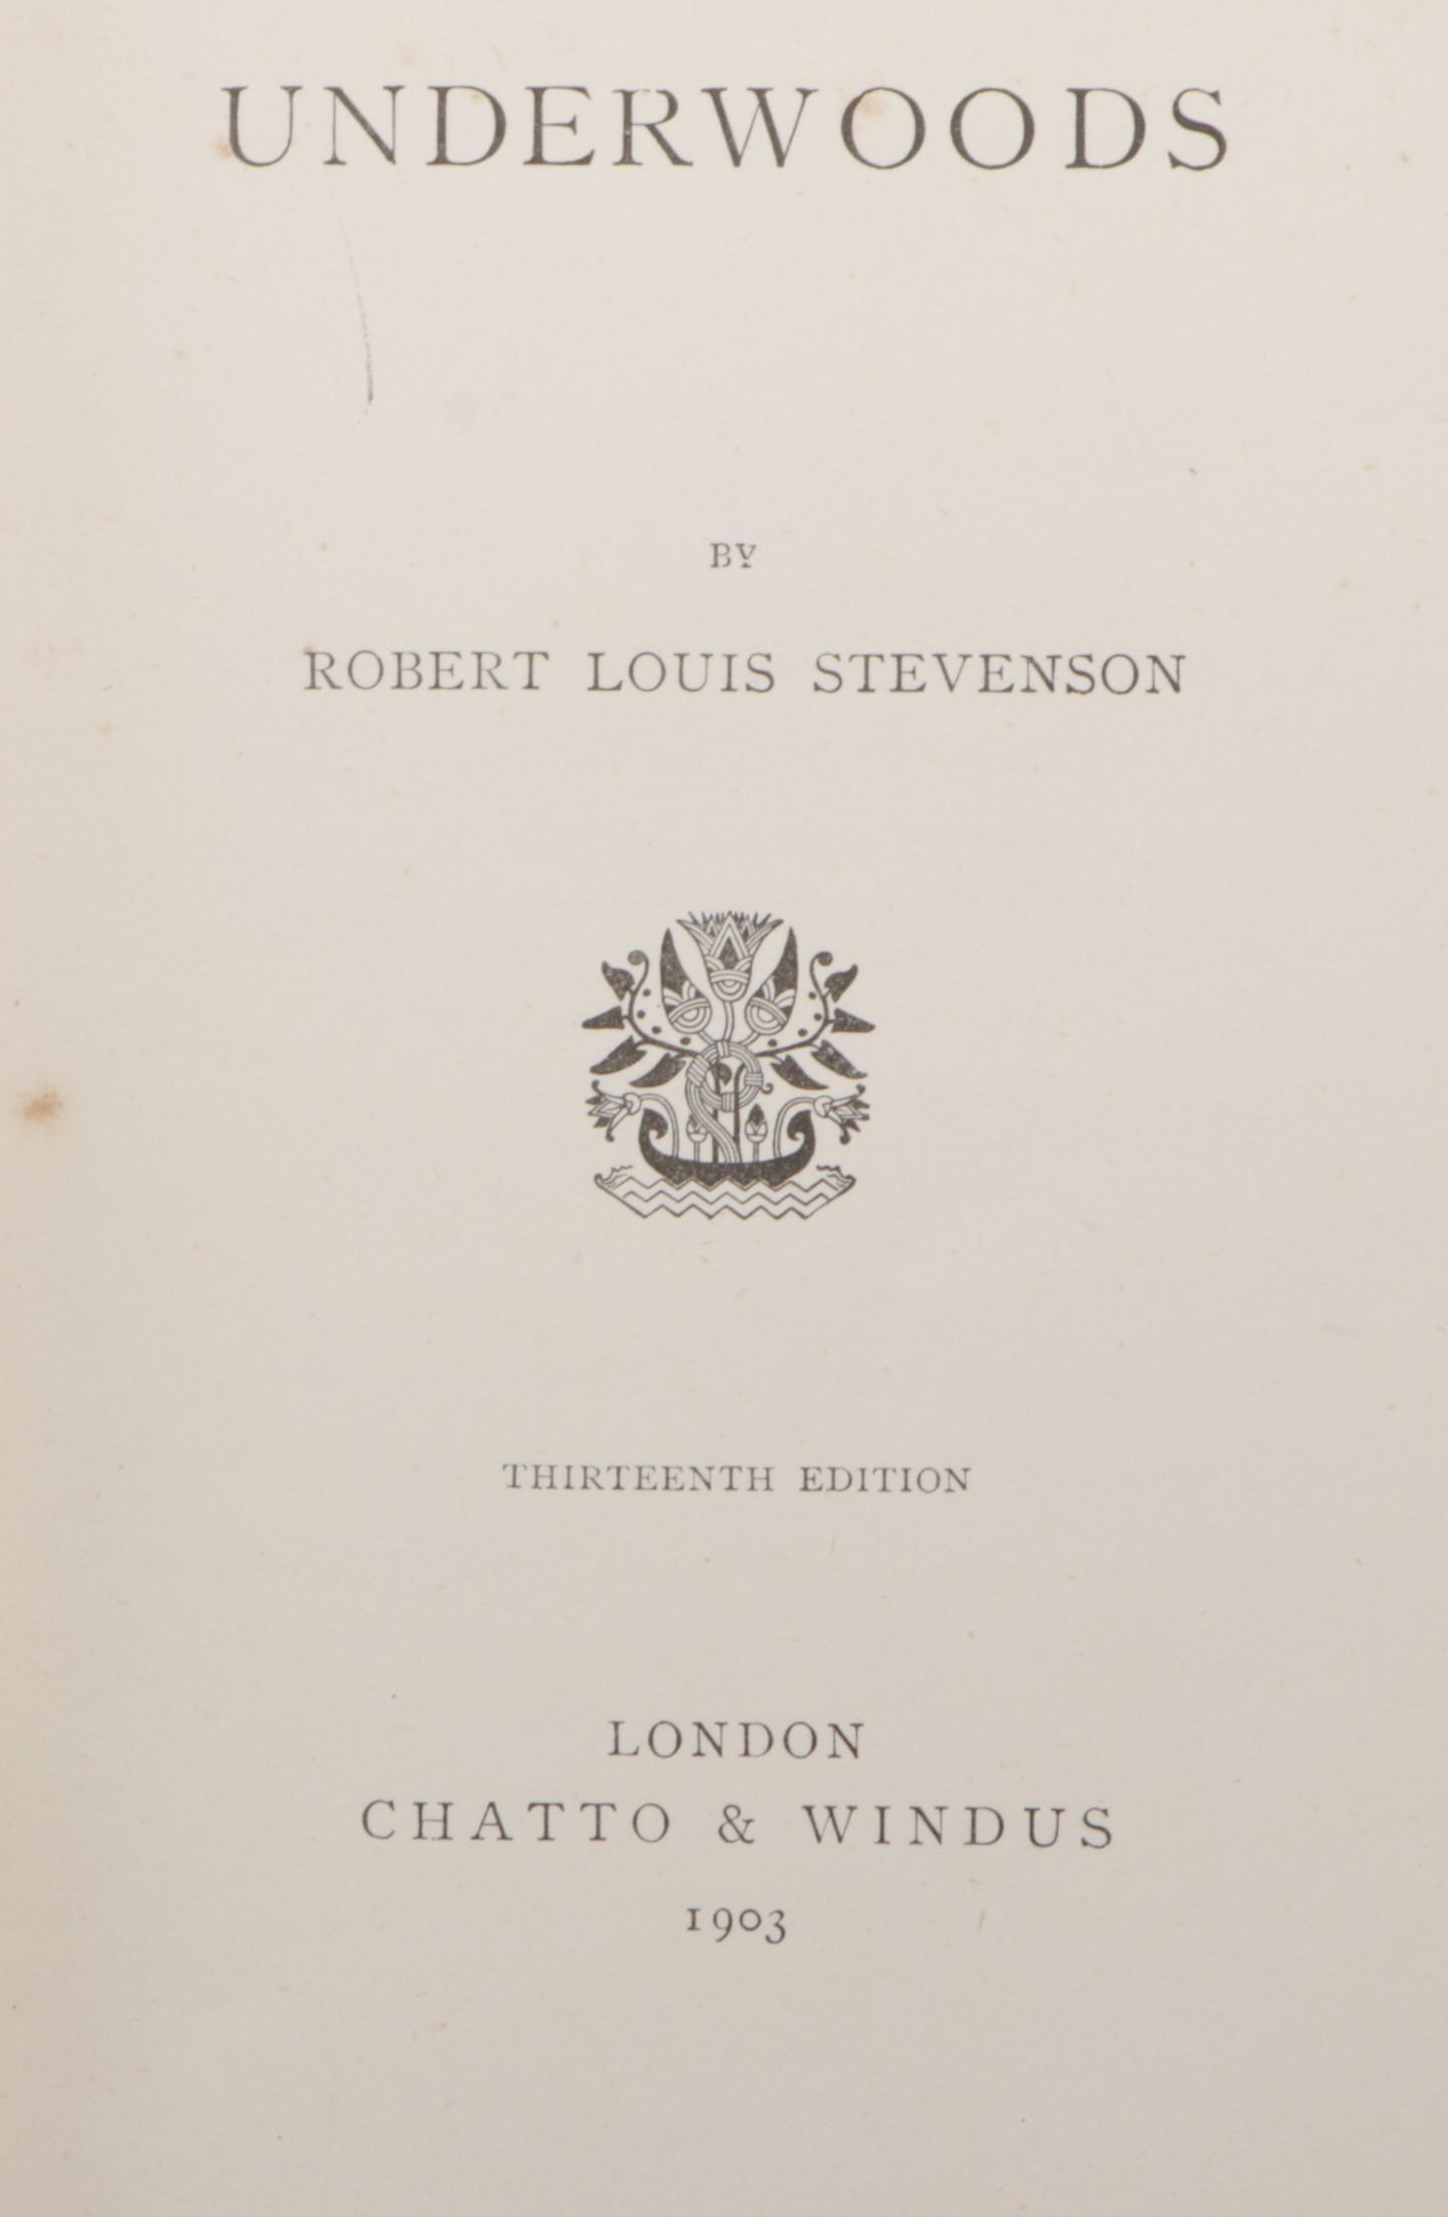 UNDERWOODS
BY
ROBERT LOUIS STEVENSON
THIRTEENTH EDITION
LONDON
CHATTO & WINDUS
1903